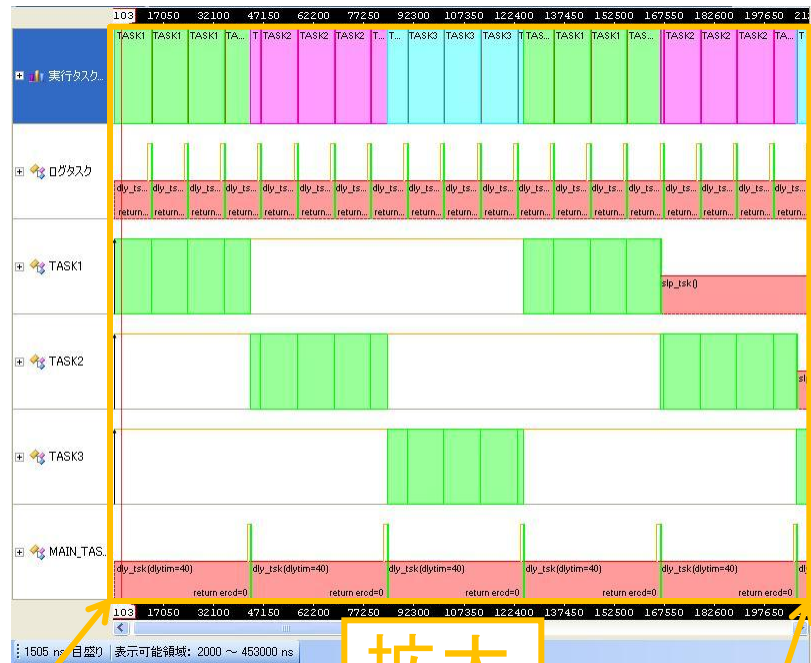 103 17050 32100 47150 62200 77250 92300 107350 122400 137450 152500 167550 182600 197650
実行タスク... TASK1 TASK1 TASK1 TA... T TASK2 TASK2 TASK2 T... T... TASK3 TASK3 TASK3 T TAS... TASK1 TASK1 TAS... TASK2 TASK2 TASK2 TA...
ログタスク
dly_ts... dly_ts... dly_ts... dly_ts... dly_ts... dly_ts... dly_ts... dly_ts... dly_ts... dly_ts... dly_ts... dly_ts... dly_ts... dly_ts... dly_ts... dly_ts... dly_ts... dly_ts... dly_ts...
return... return... return... return... return... return... return... return... return... return... return... return... return... return... return... return... return... return... return...
TASK1
slp_tsk()
TASK2
TASK3
MAIN_TAS...
dly_tsk(dlytim=40) dly_tsk(dlytim=40) dly_tsk(dlytim=40) dly_tsk(dlytim=40) dly_tsk(dlytim=40)
return ercd=0 return ercd=0 return ercd=0 return ercd=0 return ercd=0
103 17050 32100 47150 62200 77250 92300 107350 122400 137450 152500 167550 182600 197650
1505 ns 目盛り 表示可能領域: 2000 ～ 453000 ns
拡大